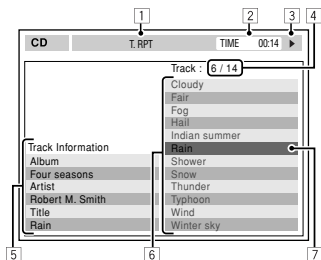 1 2 3 4
CD T. RPT TIME 00:14
Track : 6 / 14
Cloudy
Fair
Fog
Hail
Indian summer
Rain
Shower
Snow
Thunder
Typhoon
Wind
Winter sky
Track Information
Album
Four seasons
Artist
Robert M. Smith
Title
Rain
5 6 7